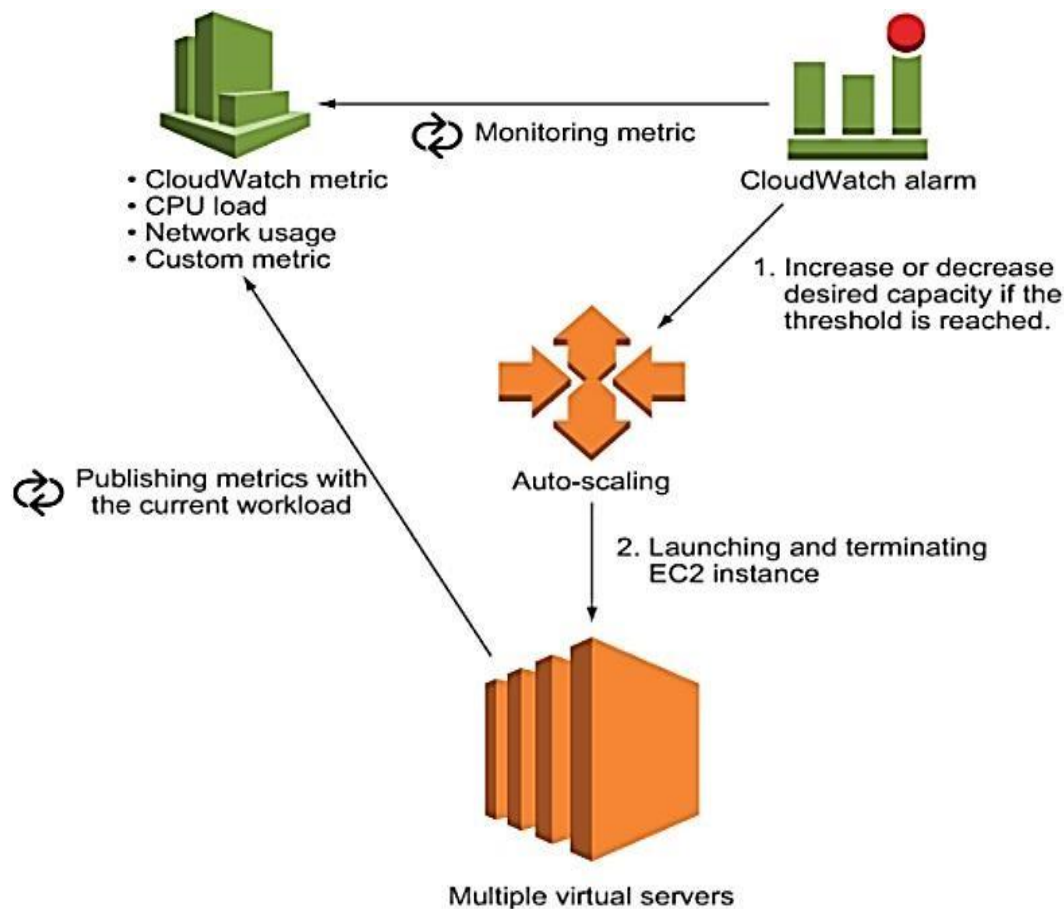 Monitoring metric
• CloudWatch metric
• CPU load
• Network usage
• Custom metric
CloudWatch alarm
1. Increase or decrease
desired capacity if the
threshold is reached.
Auto-scaling
Publishing metrics with
the current workload
2. Launching and terminating
EC2 instance
Multiple virtual servers